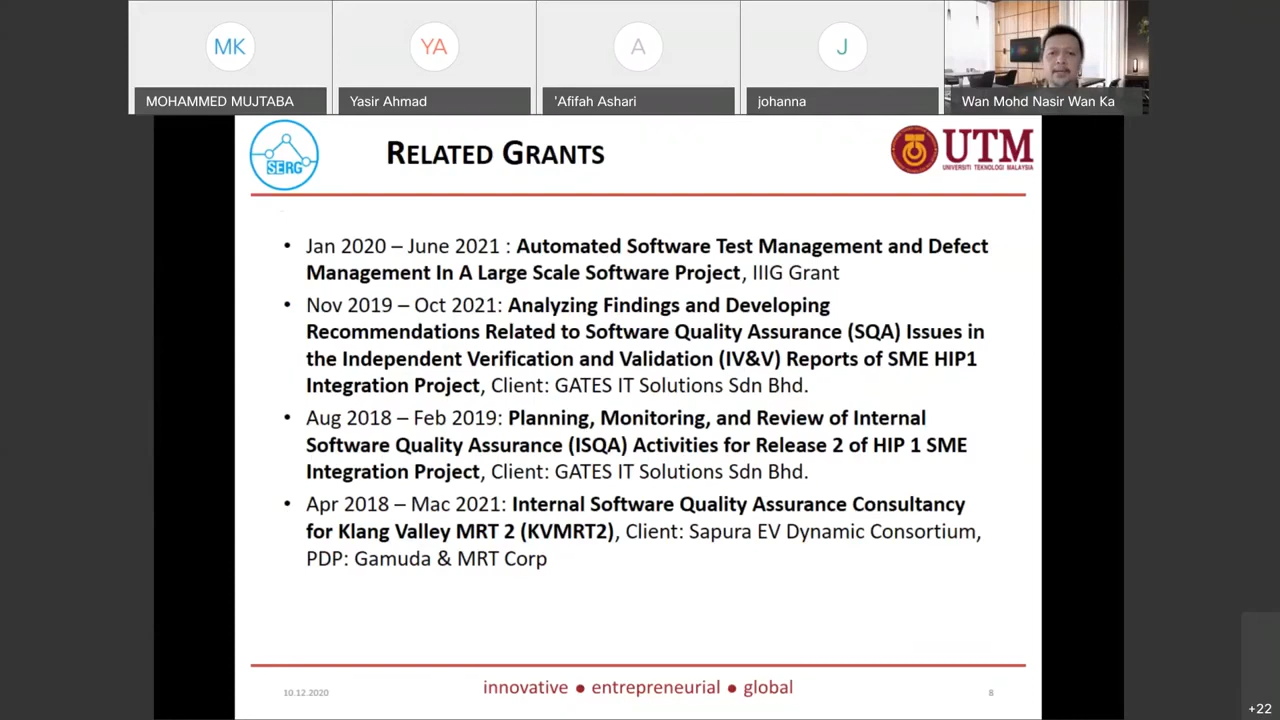 MK
YA
A
J
MOHAMMED MUJTABA
Yasir Ahmad
'Afifah Ashari
johanna
Wan Mohd Nasir Wan Ka
SERG
RELATED GRANTS
UTM
UNIVERSITI TEKNOLOGI MALAYSIA
• Jan 2020 – June 2021 : Automated Software Test Management and Defect
Management In A Large Scale Software Project, IIIG Grant
• Nov 2019 – Oct 2021: Analyzing Findings and Developing
Recommendations Related to Software Quality Assurance (SQA) Issues in
the Independent Verification and Validation (IV&V) Reports of SME HIP1
Integration Project, Client: GATES IT Solutions Sdn Bhd.
• Aug 2018 – Feb 2019: Planning, Monitoring, and Review of Internal
Software Quality Assurance (ISQA) Activities for Release 2 of HIP 1 SME
Integration Project, Client: GATES IT Solutions Sdn Bhd.
• Apr 2018 – Mac 2021: Internal Software Quality Assurance Consultancy
for Klang Valley MRT 2 (KVMRT2), Client: Sapura EV Dynamic Consortium,
PDP: Gamuda & MRT Corp
10.12.2020
innovative ● entrepreneurial ● global
8
+22